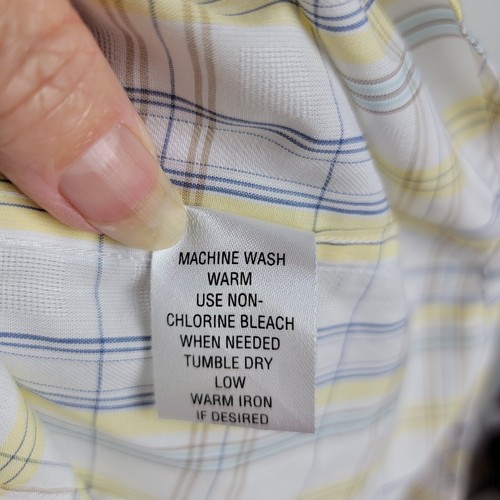 MACHINE WASH
WARM
USE NON-
CHLORINE BLEACH
WHEN NEEDED
TUMBLE DRY
LOW
WARM IRON
IF DESIRED